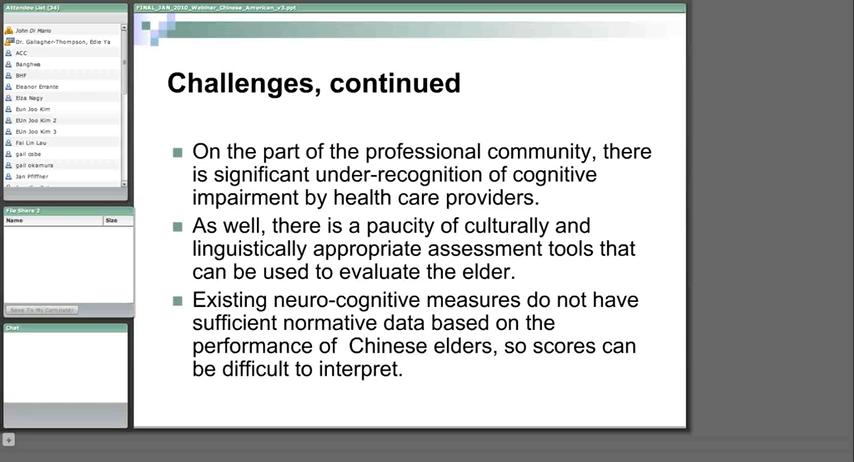 Attendee List (34)
John Di Mario
Dr. Gallagher-Thompson, Edie Ya
ACC
Banghwa
BHF
Eleanor Errante
Elza Nagy
Eun Joo Kim
EUn Joo Kim 2
EUn Joo Kim 3
Fai Lin Lau
gail cobe
gail okamura
Jan Pfiffner
File Share 2
Name Size
Save To My Computer
Chat
FINAL_JAN_2010_Webinar_Chinese_American_v3.ppt
Challenges, continued
On the part of the professional community, there
is significant under-recognition of cognitive
impairment by health care providers.
As well, there is a paucity of culturally and
linguistically appropriate assessment tools that
can be used to evaluate the elder.
Existing neuro-cognitive measures do not have
sufficient normative data based on the
performance of Chinese elders, so scores can
be difficult to interpret.